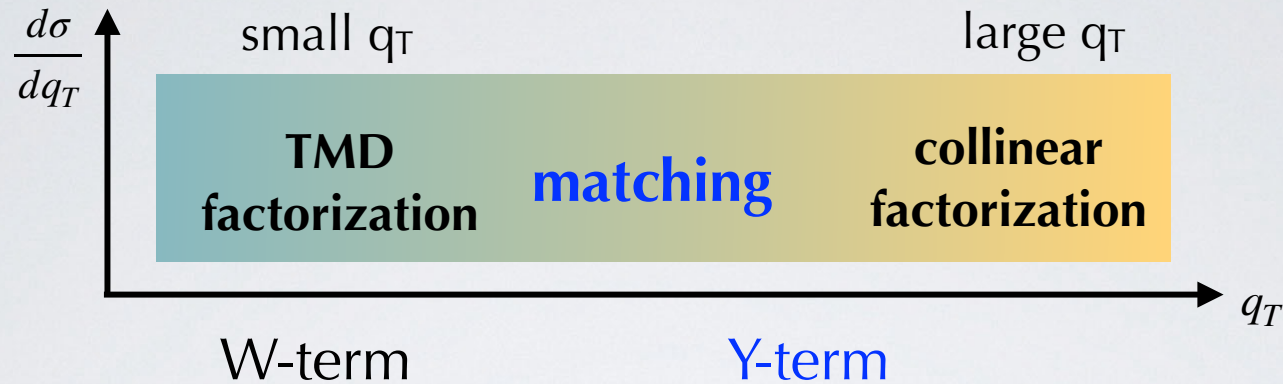 dσ
dq_T
small q_T
large q_T
TMD
factorization
matching
collinear
factorization
q_T
W-term
Y-term